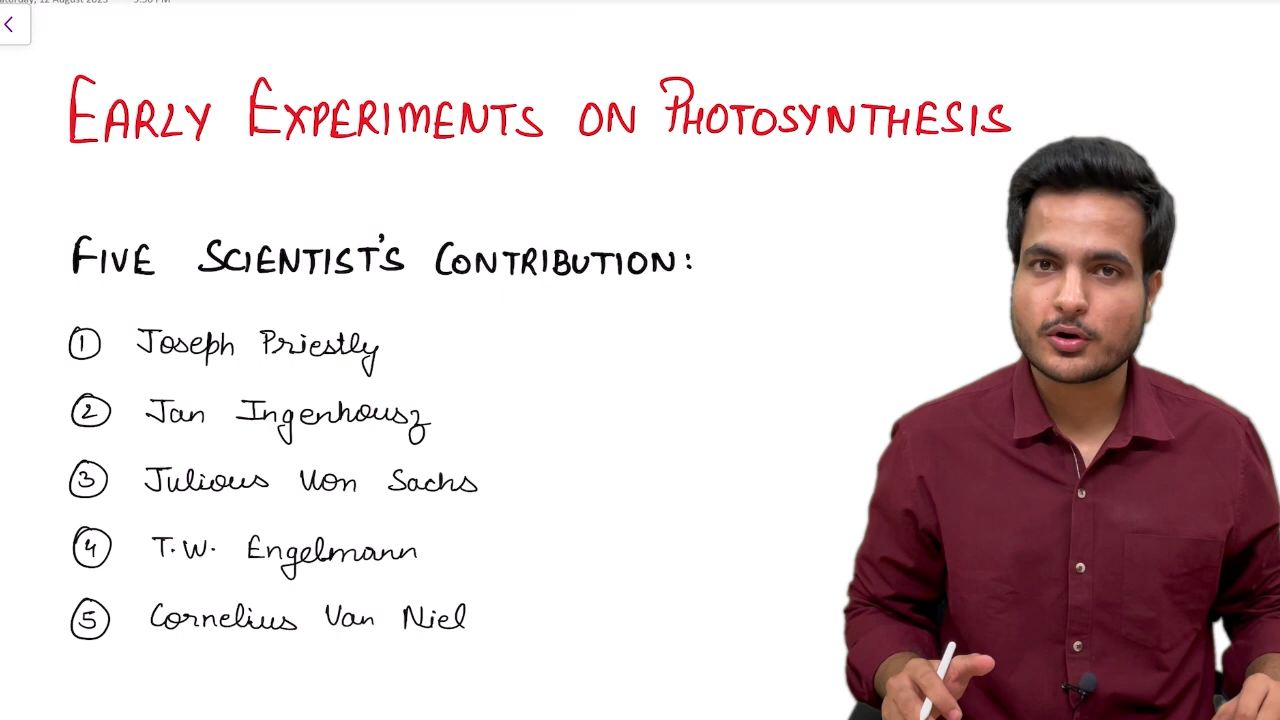 EARLY EXPERIMENTS ON PHOTOSYNTHESIS
FIVE SCIENTIST'S CONTRIBUTION:
1 Joseph Priestly
2 Jan Ingenhousz
3 Julious Von Sachs
4 T.W. Engelmann
5 Cornelius Van Niel